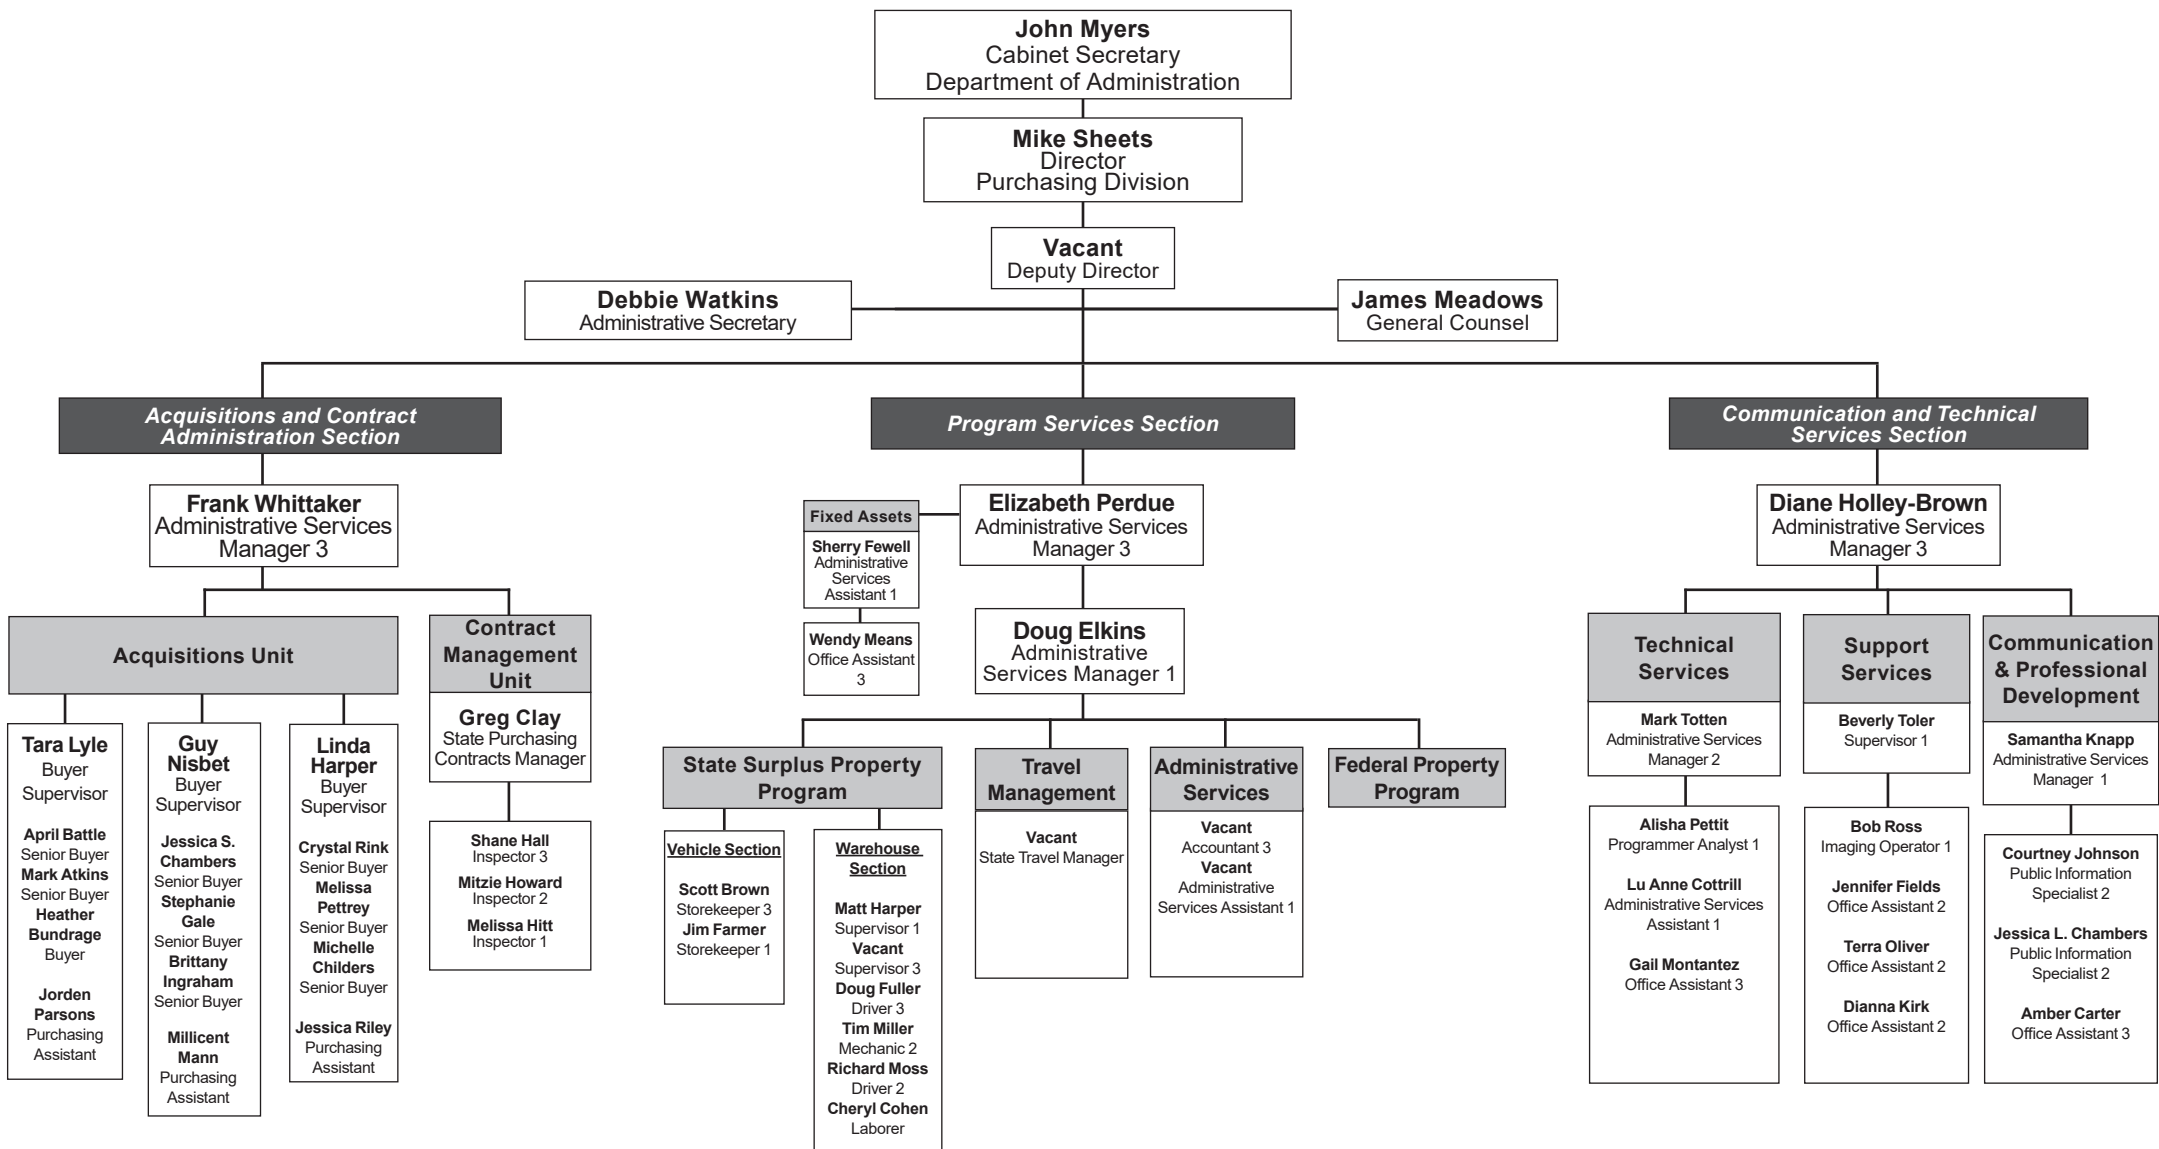 John Myers
Cabinet Secretary
Department of Administration
Mike Sheets
Director
Purchasing Division
Vacant
Deputy Director
Debbie Watkins
Administrative Secretary
James Meadows
General Counsel
Acquisitions and Contract
Administration Section
Frank Whittaker
Administrative Services
Manager 3
Acquisitions Unit
Tara Lyle
Buyer
Supervisor
April Battle
Senior Buyer
Mark Atkins
Senior Buyer
Heather
Bundrage
Buyer
Jorden
Parsons
Purchasing
Assistant
Guy
Nisbet
Buyer
Supervisor
Jessica S.
Chambers
Senior Buyer
Stephanie
Gale
Senior Buyer
Brittany
Ingraham
Senior Buyer
Millicent
Mann
Purchasing
Assistant
Linda
Harper
Buyer
Supervisor
Crystal Rink
Senior Buyer
Melissa
Pettrey
Senior Buyer
Michelle
Childers
Senior Buyer
Jessica Riley
Purchasing
Assistant
Contract
Management
Unit
Greg Clay
State Purchasing
Contracts Manager
Shane Hall
Inspector 3
Mitzie Howard
Inspector 2
Melissa Hitt
Inspector 1
Program Services Section
Elizabeth Perdue
Administrative Services
Manager 3
Fixed Assets
Sherry Fewell
Administrative
Services
Assistant 1
Wendy Means
Office Assistant
3
Doug Elkins
Administrative
Services Manager 1
State Surplus Property
Program
Vehicle Section
Scott Brown
Storekeeper 3
Jim Farmer
Storekeeper 1
Warehouse
Section
Matt Harper
Supervisor 1
Vacant
Supervisor 3
Doug Fuller
Driver 3
Tim Miller
Mechanic 2
Richard Moss
Driver 2
Cheryl Cohen
Laborer
Travel
Management
Vacant
State Travel Manager
Administrative
Services
Vacant
Accountant 3
Vacant
Administrative
Services Assistant 1
Federal Property
Program
Communication and Technical
Services Section
Diane Holley-Brown
Administrative Services
Manager 3
Technical
Services
Mark Totten
Administrative Services
Manager 2
Alisha Pettit
Programmer Analyst 1
Lu Anne Cottrill
Administrative Services
Assistant 1
Gail Montantez
Office Assistant 3
Support
Services
Beverly Toler
Supervisor 1
Bob Ross
Imaging Operator 1
Jennifer Fields
Office Assistant 2
Terra Oliver
Office Assistant 2
Dianna Kirk
Office Assistant 2
Communication
& Professional
Development
Samantha Knapp
Administrative Services
Manager 1
Courtney Johnson
Public Information
Specialist 2
Jessica L. Chambers
Public Information
Specialist 2
Amber Carter
Office Assistant 3